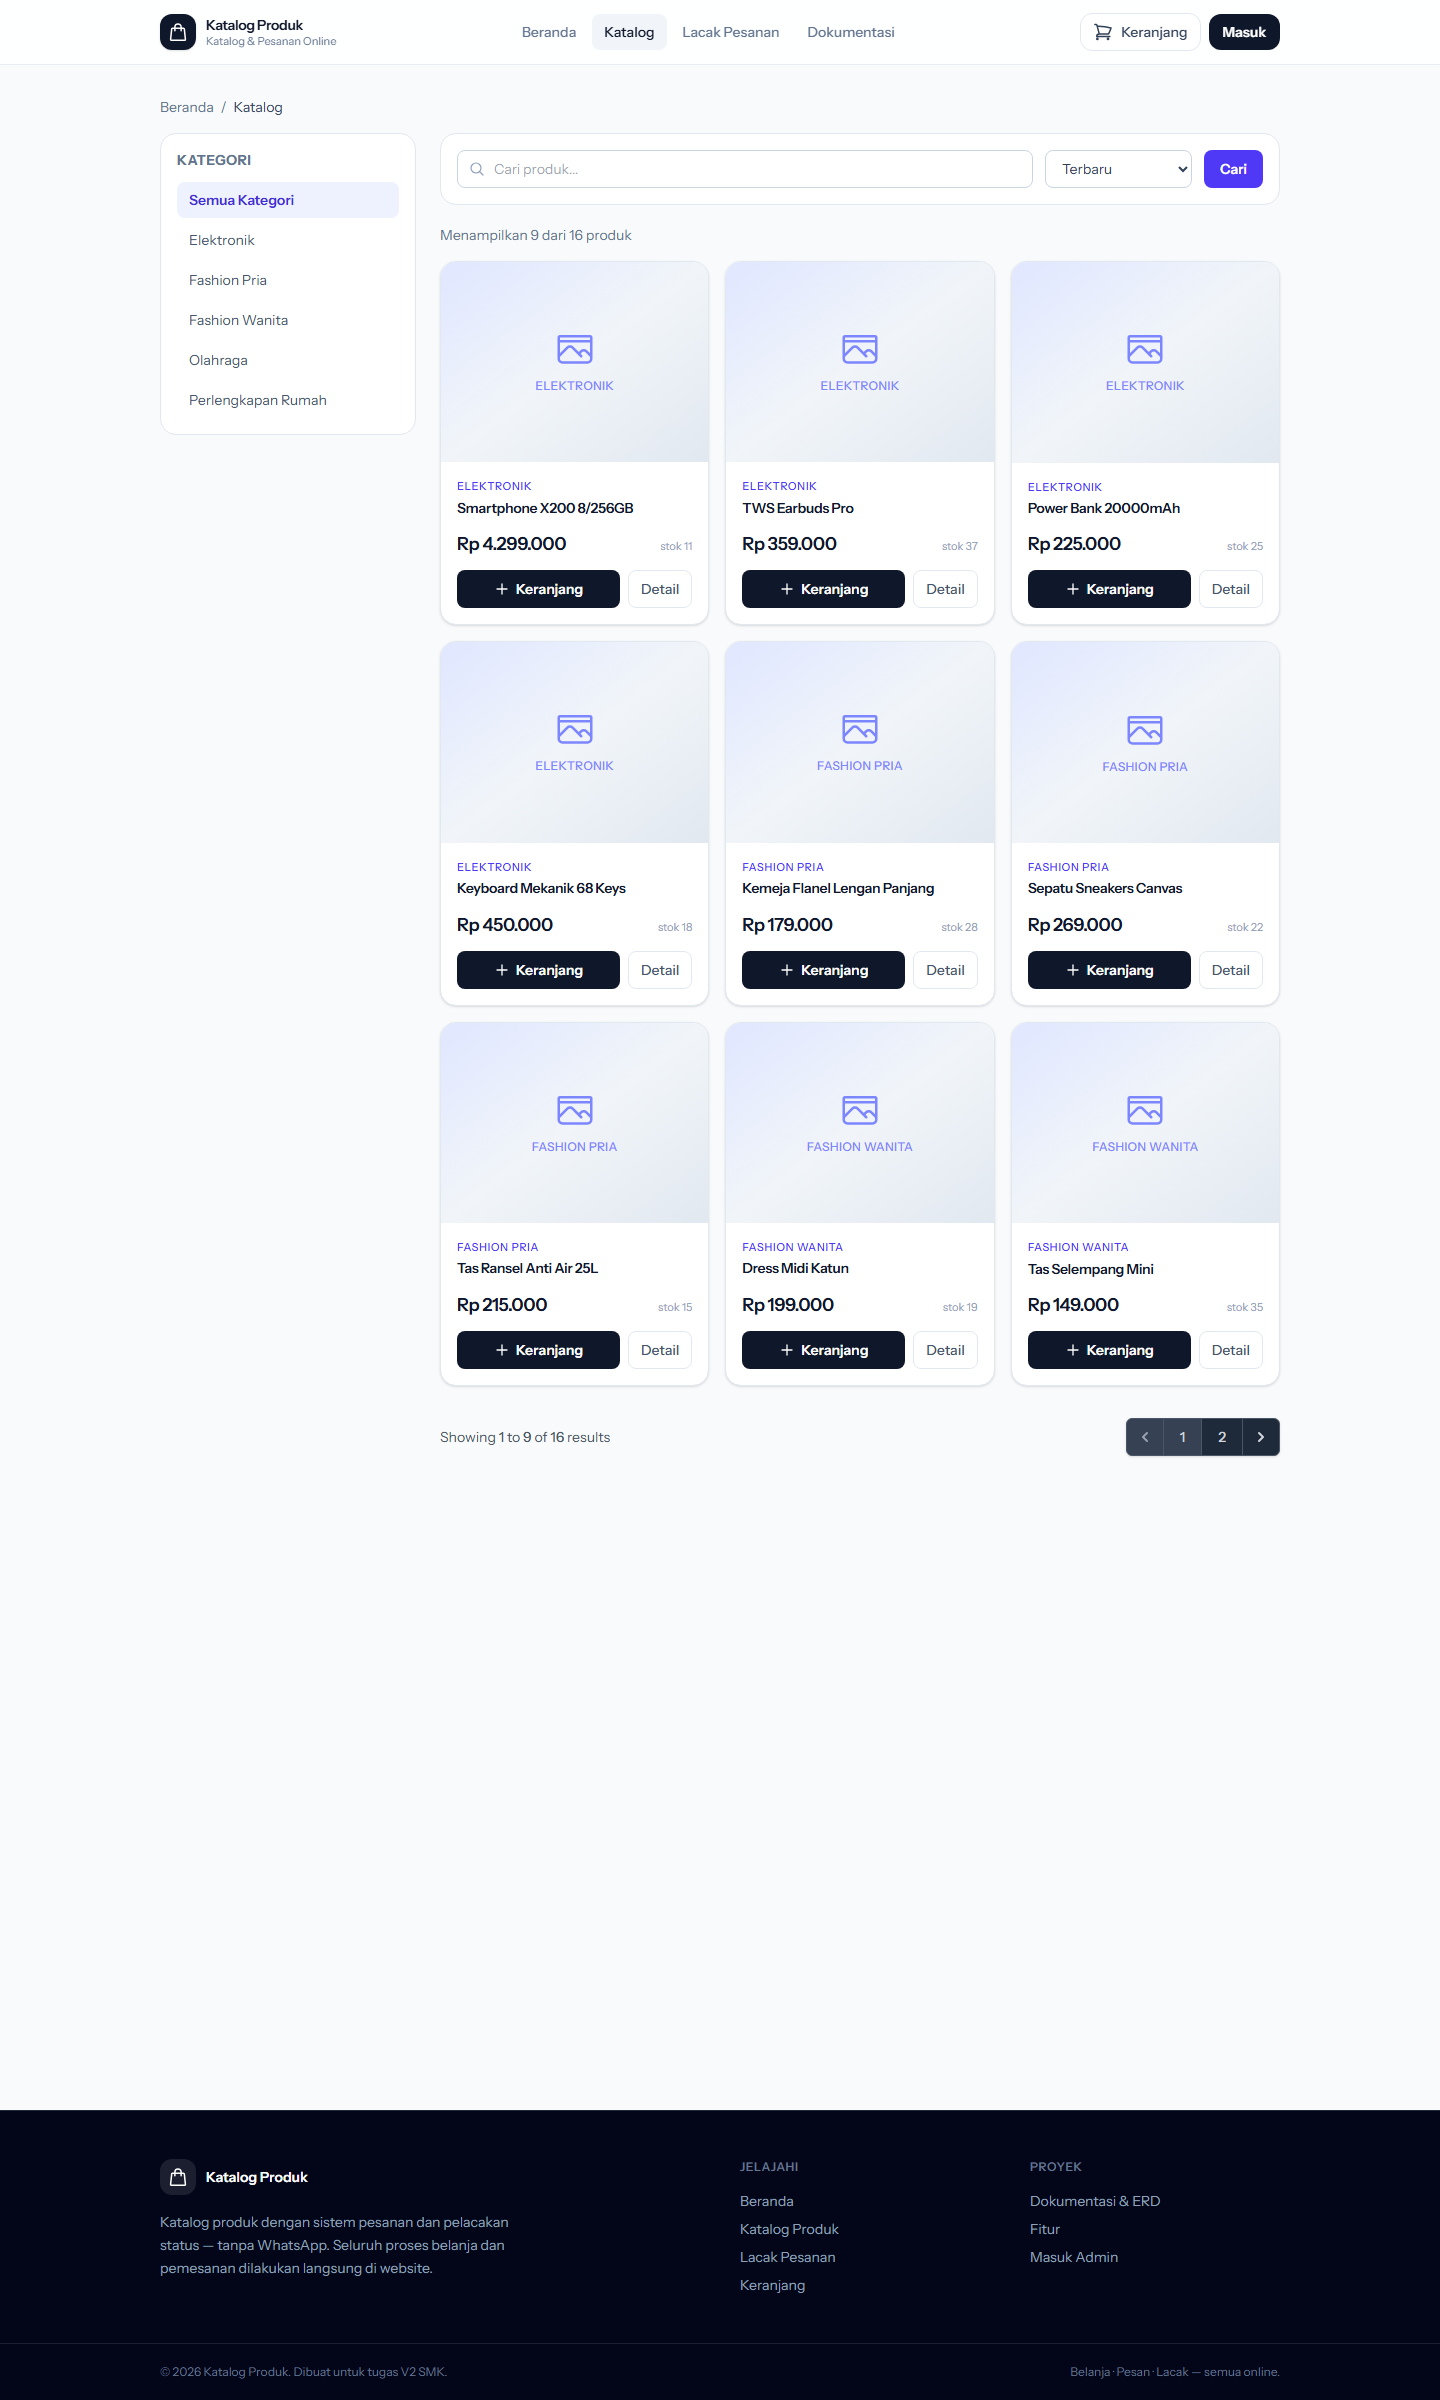 Katalog Produk
Katalog & Pesanan Online
Beranda
Katalog
Lacak Pesanan
Dokumentasi
Keranjang
Masuk
Beranda / Katalog
KATEGORI
Semua Kategori
Elektronik
Fashion Pria
Fashion Wanita
Olahraga
Perlengkapan Rumah
Cari produk...
Terbaru
Cari
Menampilkan 9 dari 16 produk
ELEKTRONIK
ELEKTRONIK
Smartphone X200 8/256GB
Rp 4.299.000
stok 11
Keranjang
Detail
ELEKTRONIK
ELEKTRONIK
TWS Earbuds Pro
Rp 359.000
stok 37
Keranjang
Detail
ELEKTRONIK
ELEKTRONIK
Power Bank 20000mAh
Rp 225.000
stok 25
Keranjang
Detail
ELEKTRONIK
ELEKTRONIK
Keyboard Mekanik 68 Keys
Rp 450.000
stok 18
Keranjang
Detail
FASHION PRIA
FASHION PRIA
Kemeja Flanel Lengan Panjang
Rp 179.000
stok 28
Keranjang
Detail
FASHION PRIA
FASHION PRIA
Sepatu Sneakers Canvas
Rp 269.000
stok 22
Keranjang
Detail
FASHION PRIA
FASHION PRIA
Tas Ransel Anti Air 25L
Rp 215.000
stok 15
Keranjang
Detail
FASHION WANITA
FASHION WANITA
Dress Midi Katun
Rp 199.000
stok 19
Keranjang
Detail
FASHION WANITA
FASHION WANITA
Tas Selempang Mini
Rp 149.000
stok 35
Keranjang
Detail
Showing 1 to 9 of 16 results
1
2
Katalog Produk
Katalog produk dengan sistem pesanan dan pelacakan
status — tanpa WhatsApp. Seluruh proses belanja dan
pemesanan dilakukan langsung di website.
JELAJAHI
Beranda
Katalog Produk
Lacak Pesanan
Keranjang
PROYEK
Dokumentasi & ERD
Fitur
Masuk Admin
© 2026 Katalog Produk. Dibuat untuk tugas V2 SMK.
Belanja · Pesan · Lacak — semua online.